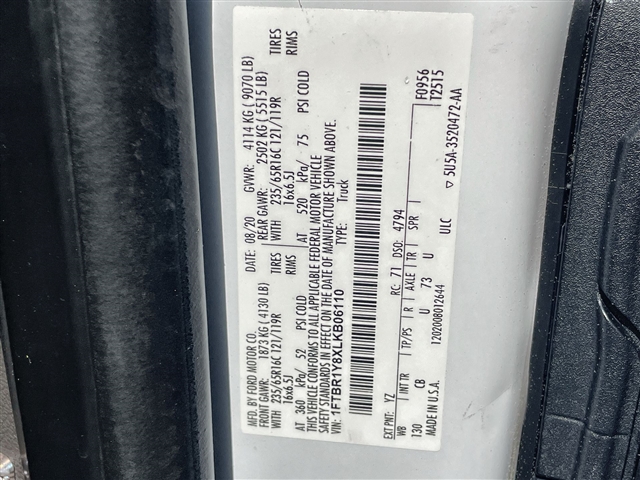 MFD. BY FORD MOTOR CO. DATE: 08/20 GVWR: 4114 KG ( 9070 LB)
FRONT GAWR: 1873 KG ( 4130 LB) REAR GAWR: 2502 KG ( 5515 LB)
WITH 235/65R16C 121/119R TIRES WITH 235/65R16C 121/119R TIRES
16x6.5J RIMS 16x6.5J RIMS
AT 360 kPa/ 52 PSI COLD AT 520 kPa/ 75 PSI COLD
THIS VEHICLE CONFORMS TO ALL APPLICABLE FEDERAL MOTOR VEHICLE
SAFETY STANDARDS IN EFFECT ON THE DATE OF MANUFACTURE SHOWN ABOVE.
VIN: 1FTBR1Y8XLKB06110 TYPE: Truck
EXT PNT: YZ RC: 71 DSO: 4794 F0956
WB INT TR TP/PS R AXLE TR SPR T2515
130 CB U 73 U
MADE IN U.S.A. 1202008012644 ULC ▽ 5U5A-3520472-AA